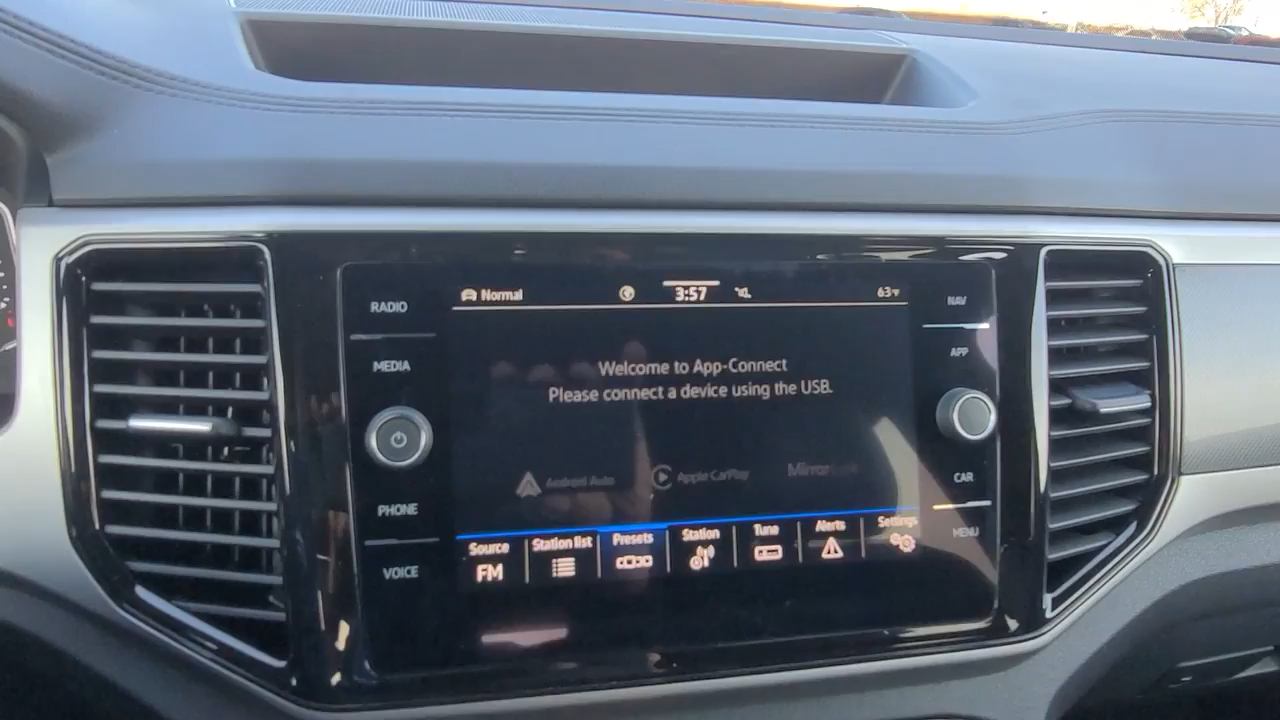 RADIO
MEDIA
PHONE
VOICE
Normal
3:57
63°F
Welcome to App-Connect
Please connect a device using the USB.
Android Auto
Apple CarPlay
MirrorLink
Source
FM
Station list
Presets
Station
Tune
Alerts
Settings
NAV
APP
CAR
MENU